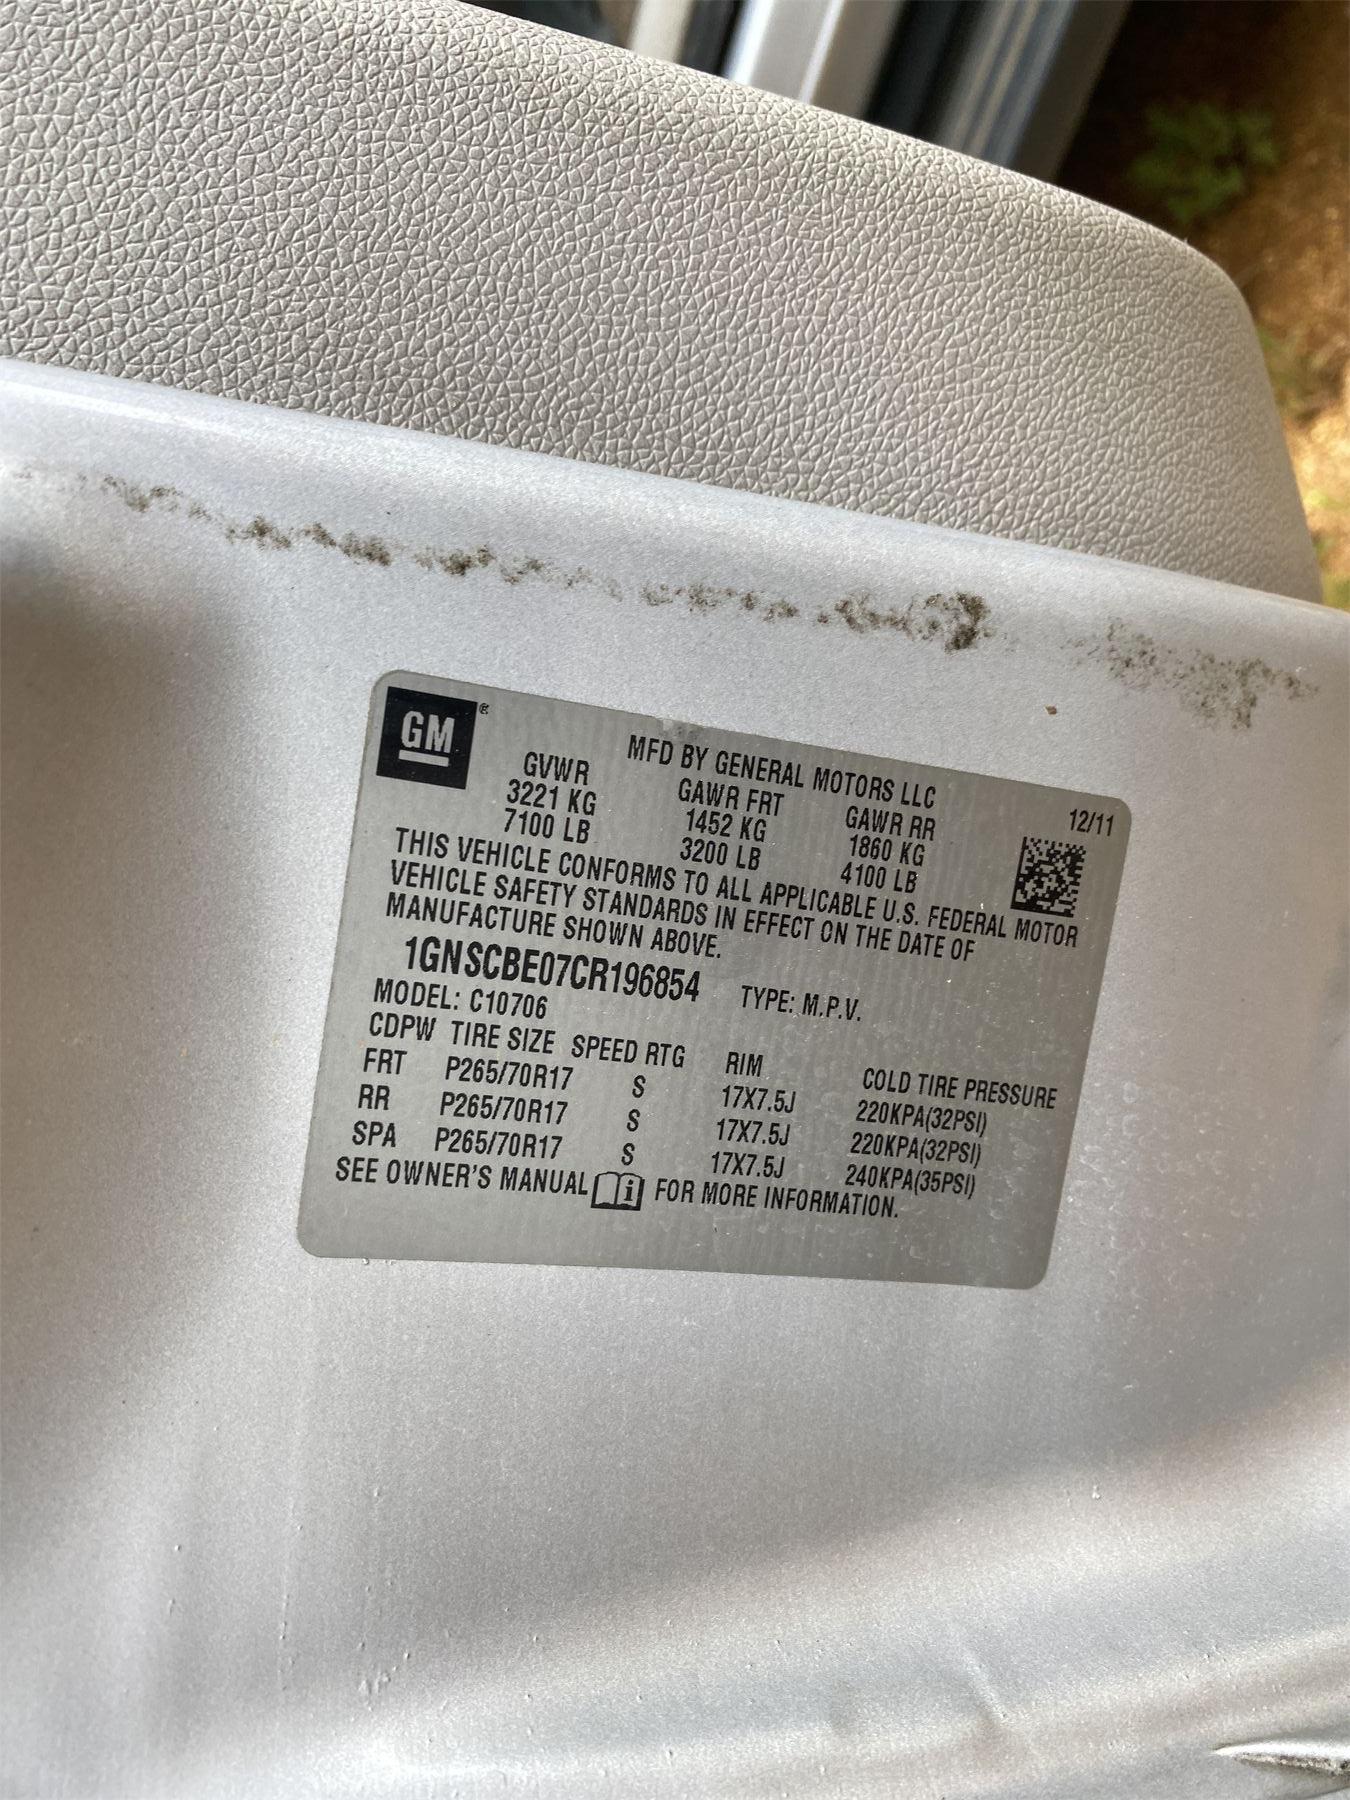 GM®
MFD BY GENERAL MOTORS LLC
GVWR GAWR FRT GAWR RR 12/11
3221 KG 1452 KG 1860 KG
7100 LB 3200 LB 4100 LB
THIS VEHICLE CONFORMS TO ALL APPLICABLE U.S. FEDERAL MOTOR
VEHICLE SAFETY STANDARDS IN EFFECT ON THE DATE OF
MANUFACTURE SHOWN ABOVE.
1GNSCBE07CR196854 TYPE: M.P.V.
MODEL: C10706
CDPW TIRE SIZE SPEED RTG RIM COLD TIRE PRESSURE
FRT P265/70R17 S 17X7.5J 220KPA(32PSI)
RR P265/70R17 S 17X7.5J 220KPA(32PSI)
SPA P265/70R17 S 17X7.5J 240KPA(35PSI)
SEE OWNER'S MANUAL i FOR MORE INFORMATION.